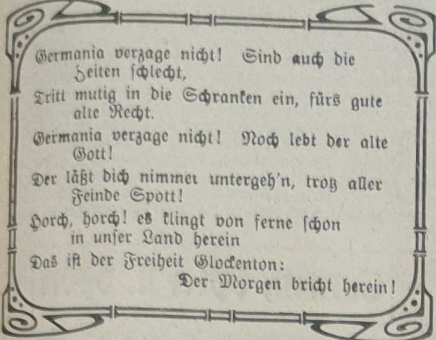 Germania verzage nicht! Sind auch die
Zeiten schlecht,
Tritt mutig in die Schranken ein, fürs gute
alte Recht.
Germania verzage nicht! Noch lebt der alte
Gott!
Der läßt dich nimmer untergeh'n, trotz aller
Feinde Spott!
Horch, horch! es klingt von ferne schon
in unser Land herein
Das ist der Freiheit Glockenton:
Der Morgen bricht herein!